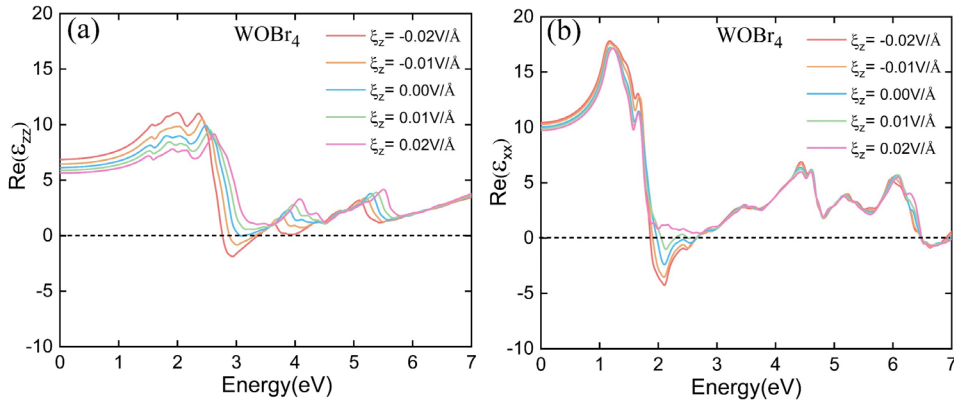 (a)
WOBr₄
ξz= -0.02V/Å
ξz= -0.01V/Å
ξz= 0.00V/Å
ξz= 0.01V/Å
ξz= 0.02V/Å
Re(εzz)
20
15
10
5
0
-5
-10
0 1 2 3 4 5 6 7
Energy(eV)
(b)
WOBr₄
ξz= -0.02V/Å
ξz= -0.01V/Å
ξz= 0.00V/Å
ξz= 0.01V/Å
ξz= 0.02V/Å
Re(εxx)
20
15
10
5
0
-5
-10
0 1 2 3 4 5 6 7
Energy(eV)